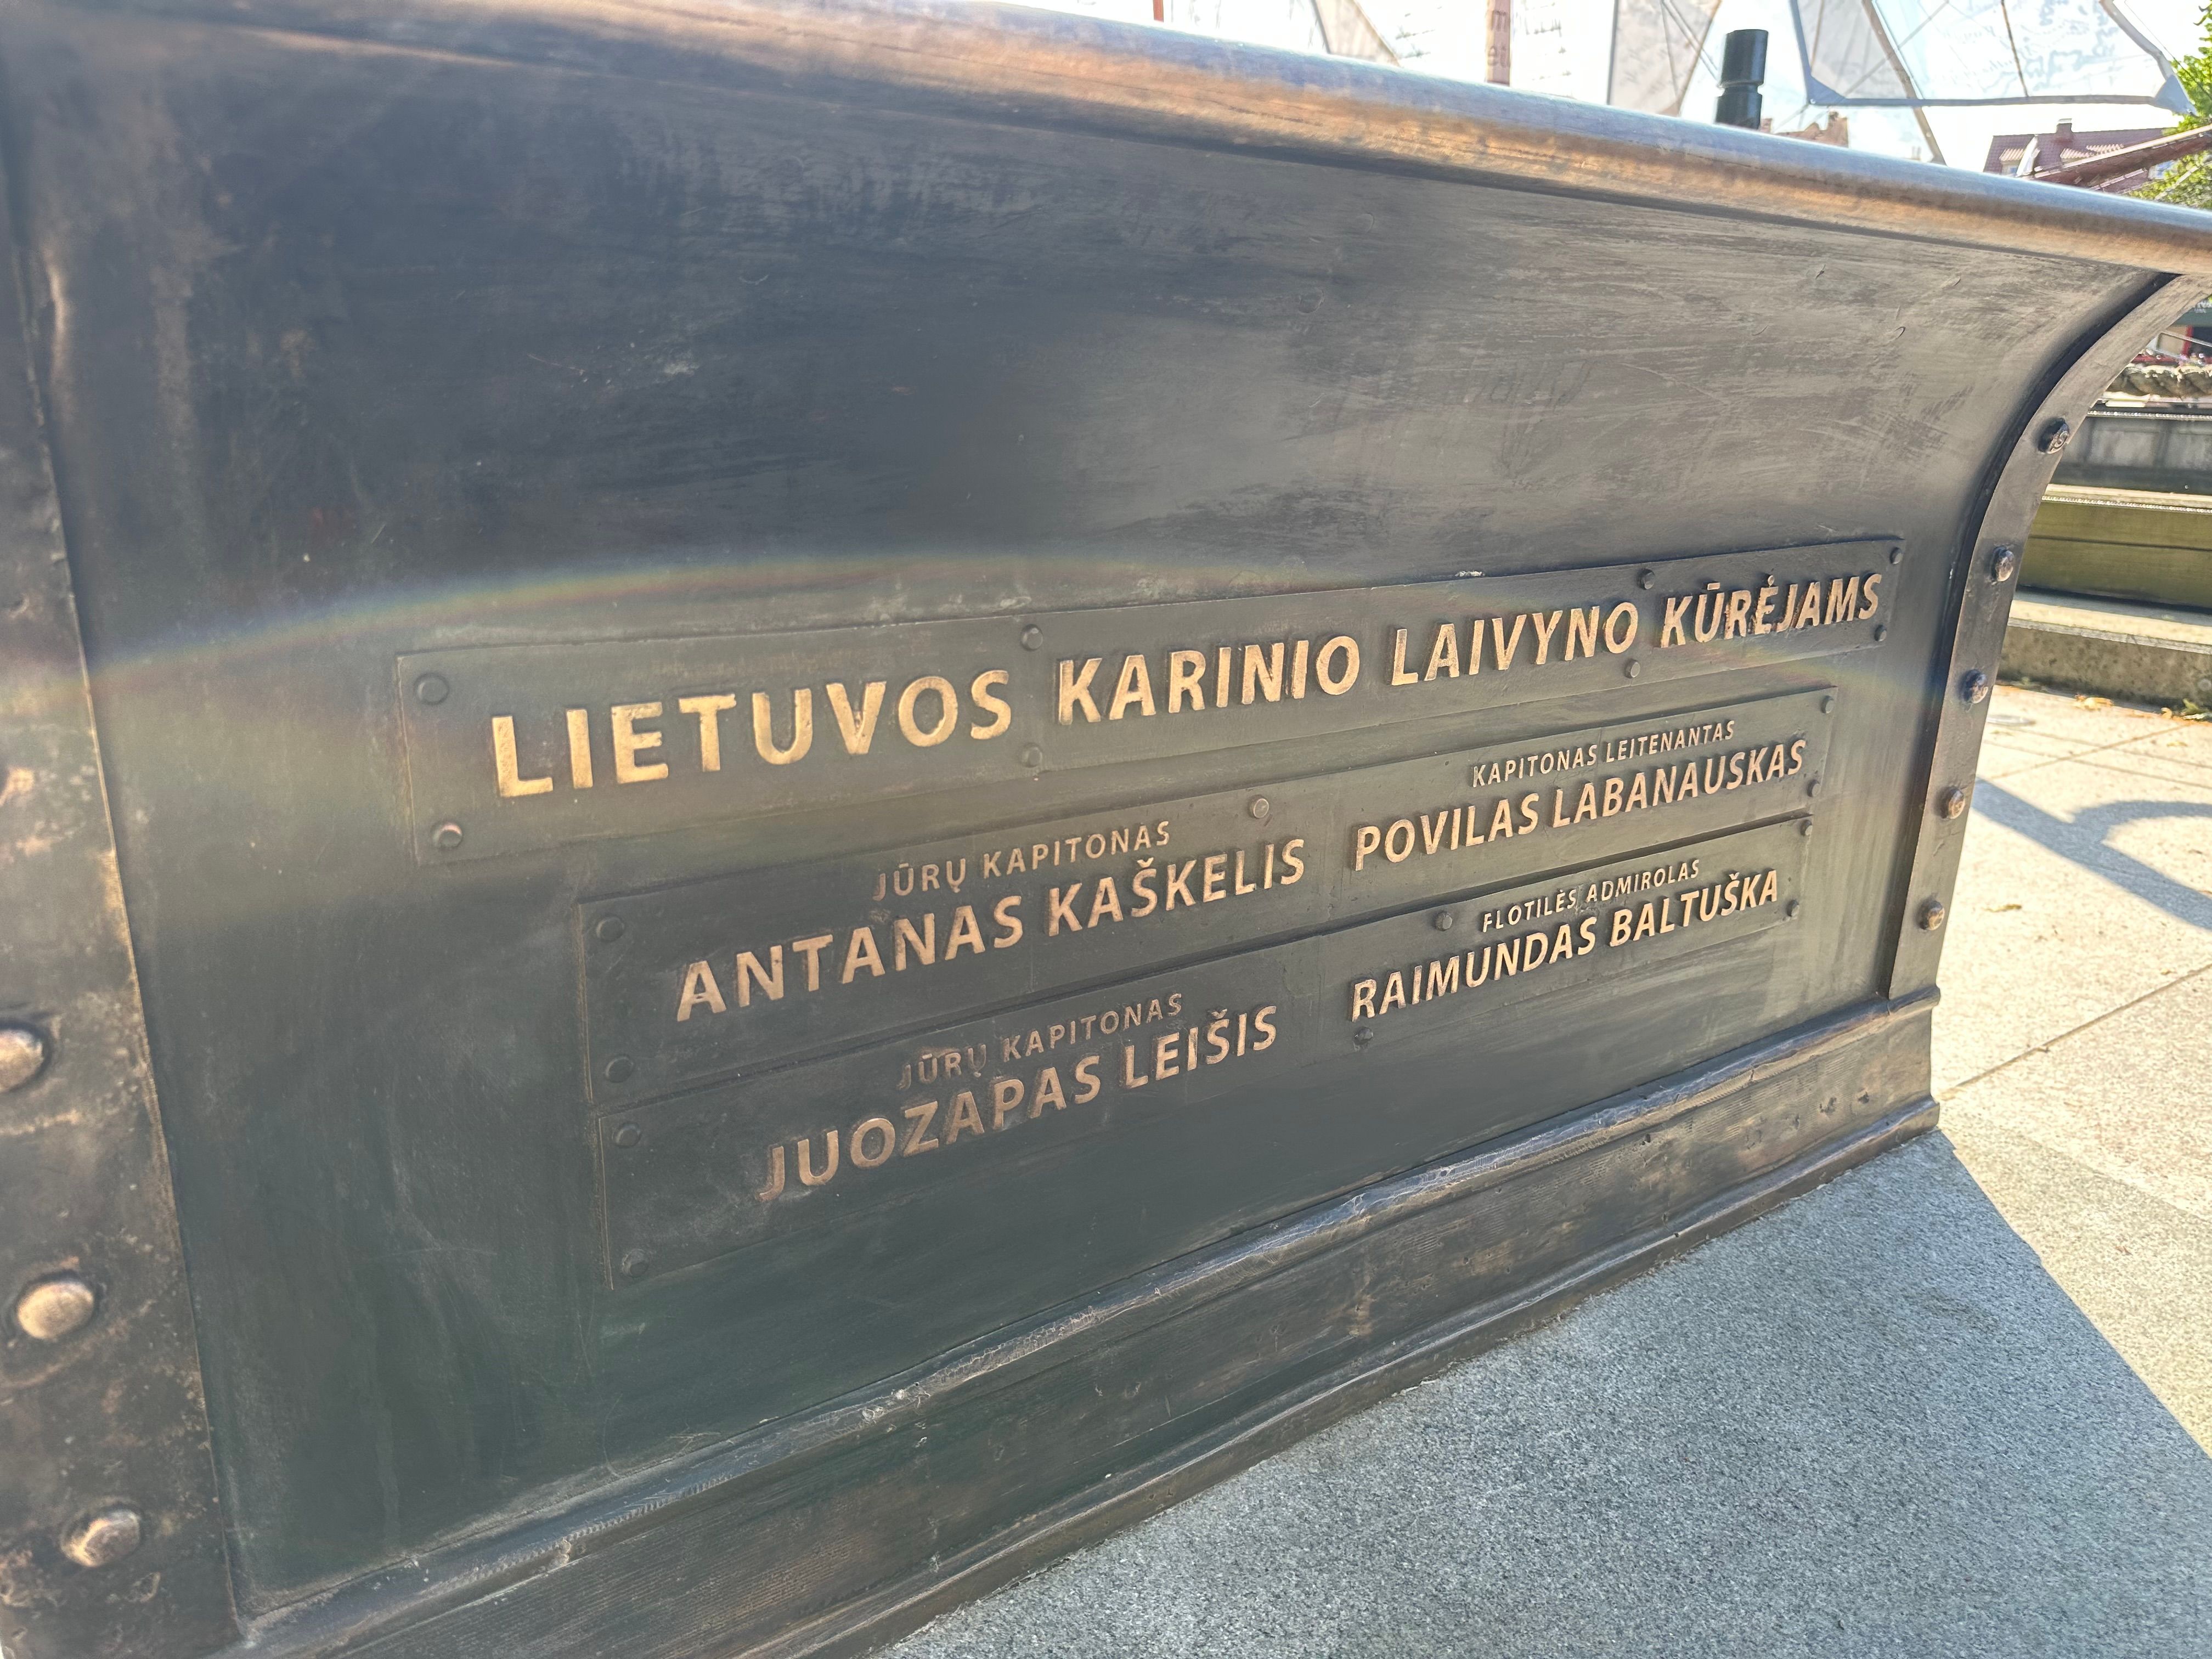 LIETUVOS KARINIO LAIVYNO KŪRĖJAMS
JŪRŲ KAPITONAS
ANTANAS KAŠKELIS
KAPITONAS LEITENANTAS
POVILAS LABANAUSKAS
JŪRŲ KAPITONAS
JUOZAPAS LEIŠIS
FLOTILĖS ADMIROLAS
RAIMUNDAS BALTUŠKA